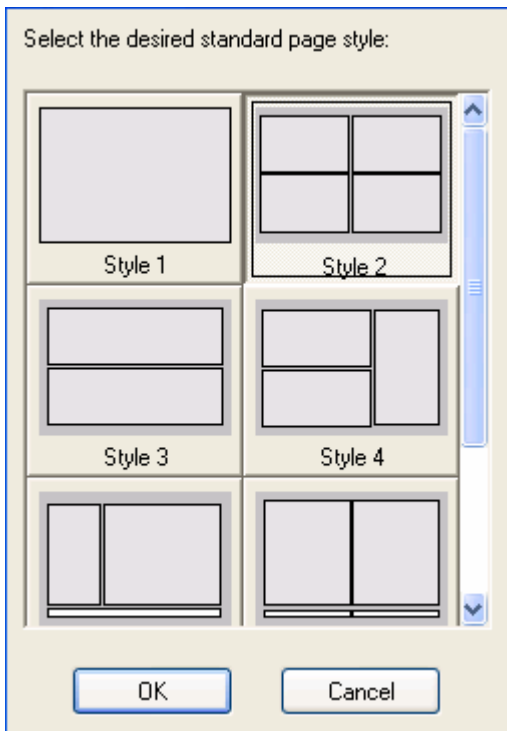 Select the desired standard page style:
Style 1
Style 2
Style 3
Style 4
OK
Cancel